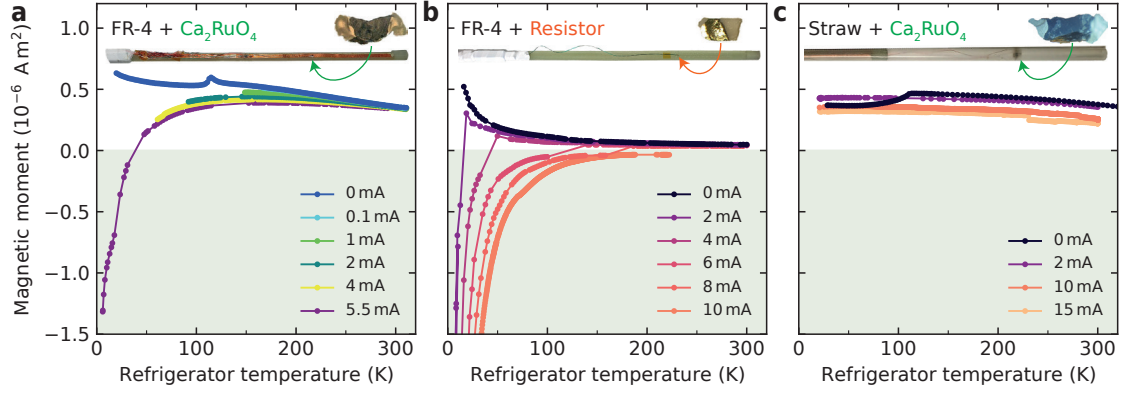 a
FR-4 + Ca₂RuO₄
b
FR-4 + Resistor
c
Straw + Ca₂RuO₄
Magnetic moment (10⁻⁶ A m²)
1.0
0.5
0.0
−0.5
−1.0
−1.5
0 mA
0.1 mA
1 mA
2 mA
4 mA
5.5 mA
0 mA
2 mA
4 mA
6 mA
8 mA
10 mA
0 mA
2 mA
10 mA
15 mA
0 100 200 300
0 100 200 300
0 100 200 300
Refrigerator temperature (K)
Refrigerator temperature (K)
Refrigerator temperature (K)